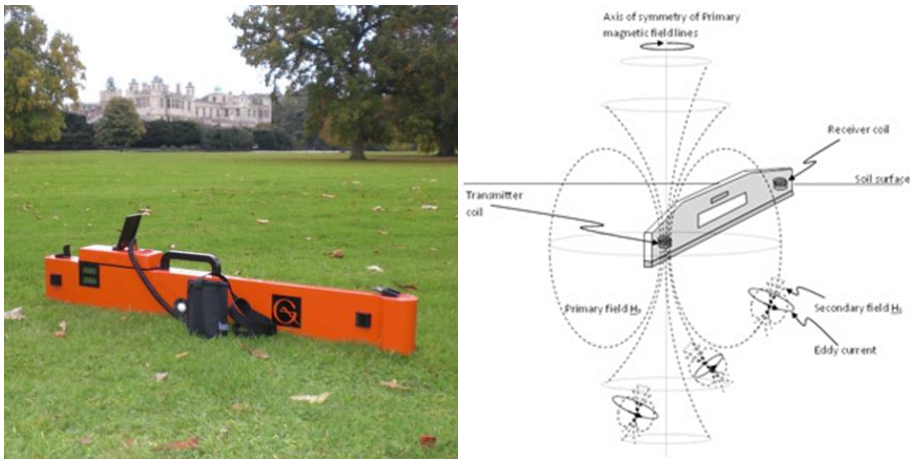 Axis of symmetry of Primary
magnetic field lines
Receiver coil
Soil surface
Transmitter
coil
Primary field Hₚ
Secondary field Hₛ
Eddy current